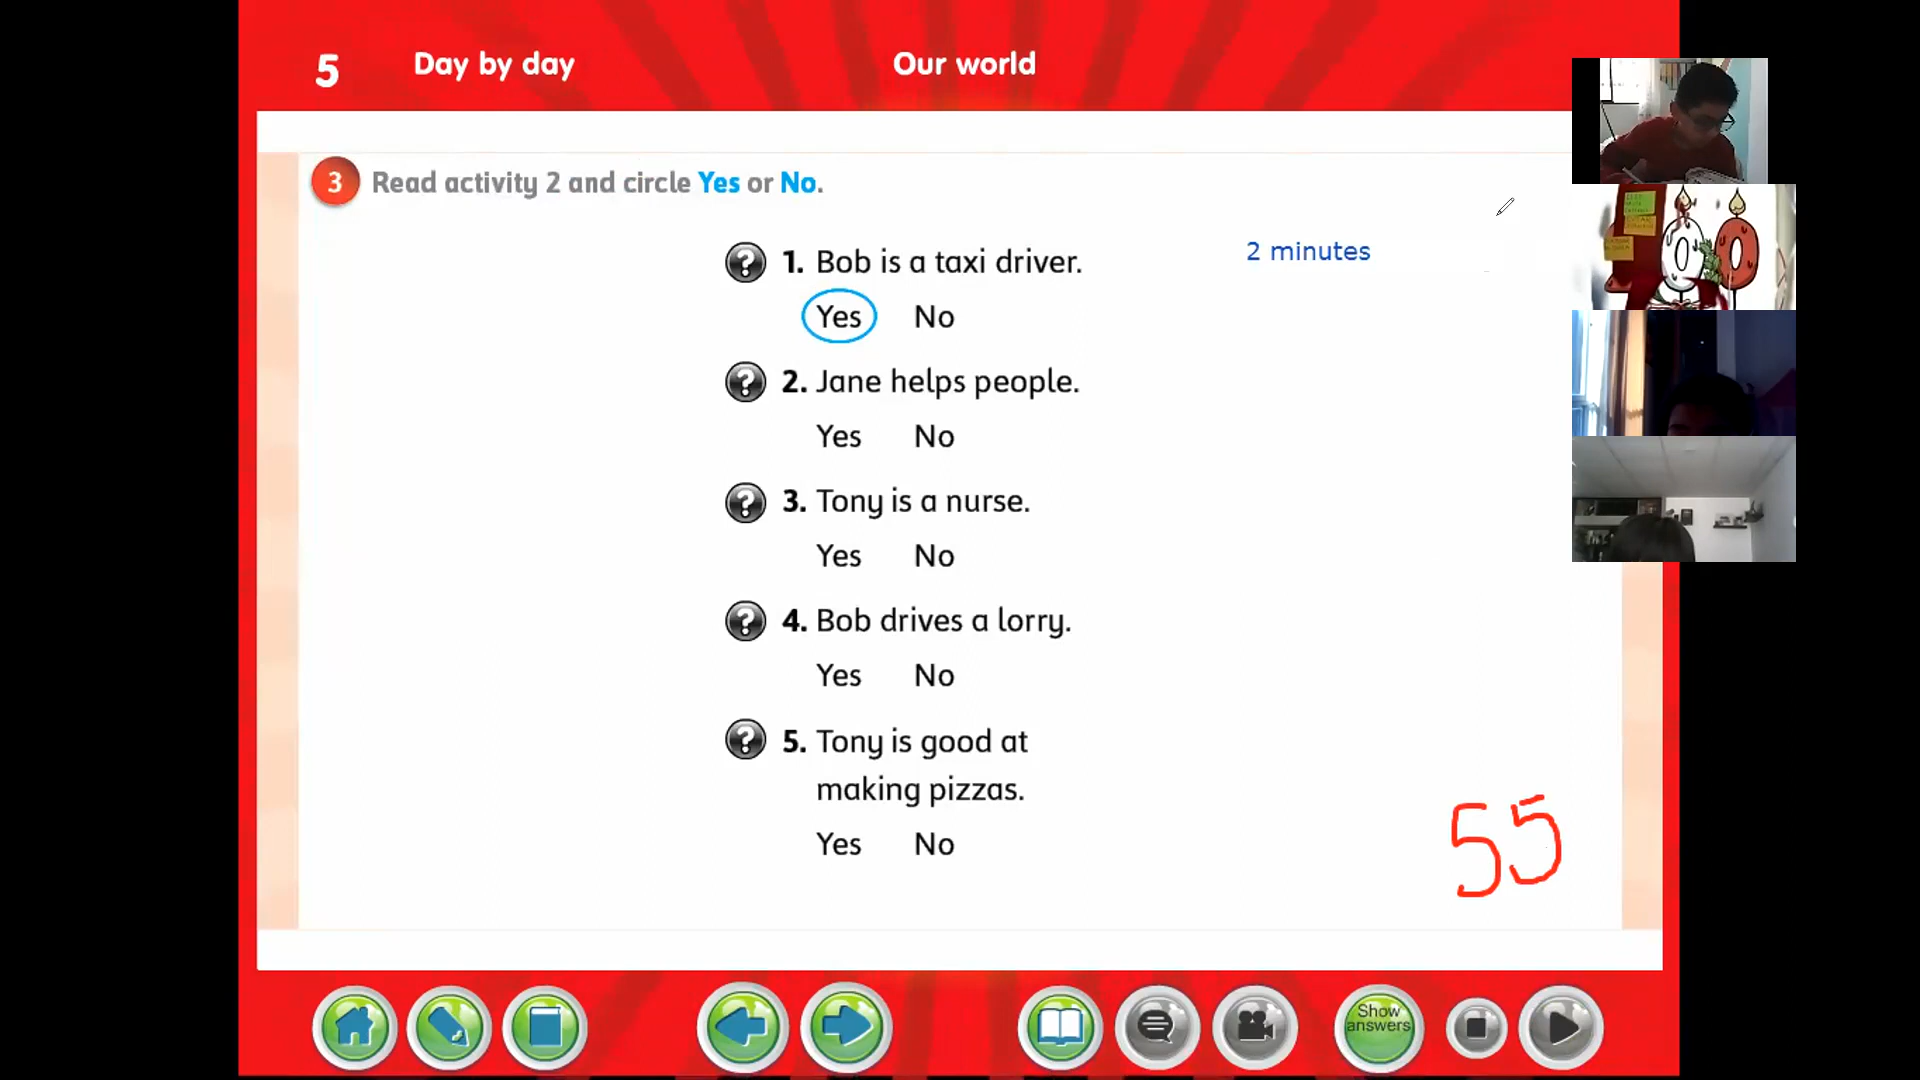 5 Day by day Our world
3 Read activity 2 and circle Yes or No.
1. Bob is a taxi driver.
2 minutes
Yes No
2. Jane helps people.
Yes No
3. Tony is a nurse.
Yes No
4. Bob drives a lorry.
Yes No
5. Tony is good at
making pizzas.
Yes No
55
Show
answers